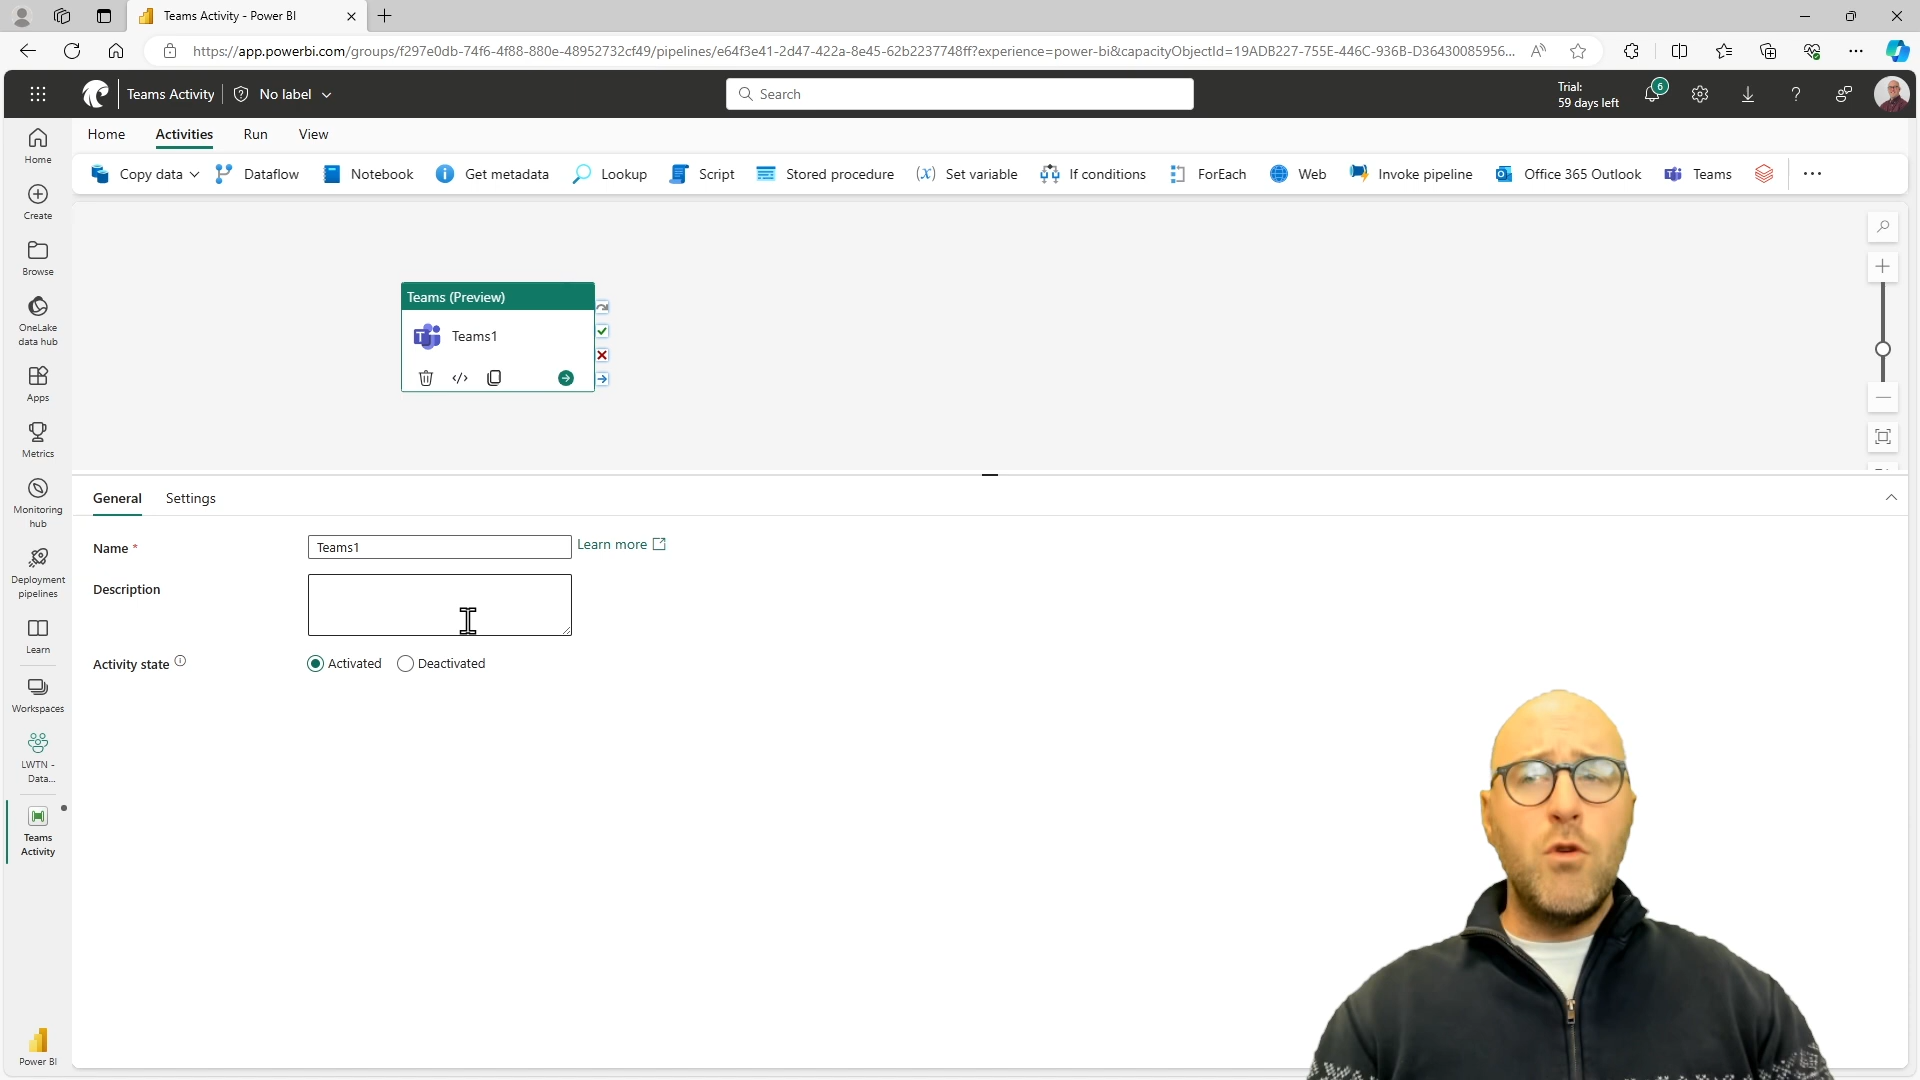 Teams Activity - Power BI
https://app.powerbi.com/groups/f297e0db-74f6-4f88-880e-48952732cf49/pipelines/e64f3e41-2d47-422a-8e45-62b2237748ff?experience=power-bi&capacityObjectId=19ADB227-755E-446C-936B-D36430085956...
Teams Activity
No label
Search
Trial:
59 days left
6
Home
Activities
Run
View
Copy data
Dataflow
Notebook
Get metadata
Lookup
Script
Stored procedure
(x) Set variable
If conditions
ForEach
Web
Invoke pipeline
Office 365 Outlook
Teams
Home
Create
Browse
OneLake
data hub
Apps
Metrics
Monitoring
hub
Deployment
pipelines
Learn
Workspaces
LWTN -
Data...
Teams
Activity
Power BI
Teams (Preview)
Teams1
General
Settings
Name *
Teams1
Learn more
Description
Activity state
Activated
Deactivated